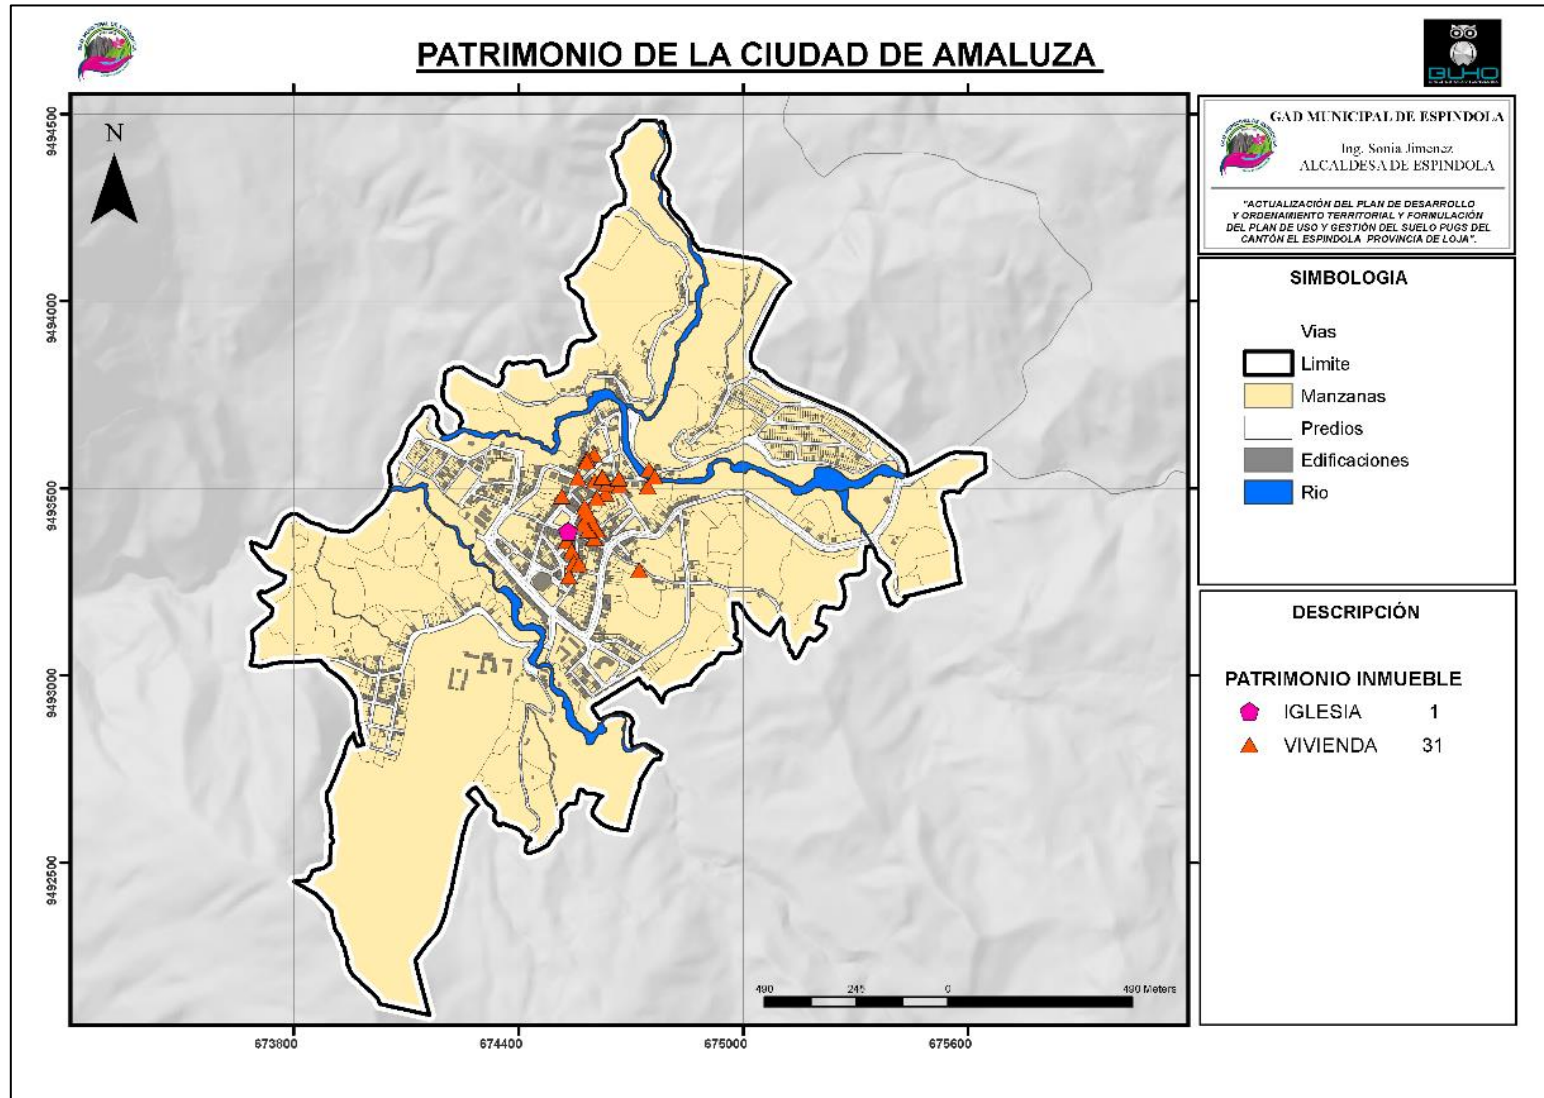 PATRIMONIO DE LA CIUDAD DE AMALUZA
BUHO
GAD MUNICIPAL DE ESPINDOLA
Ing. Sonia Jimenez
ALCALDESA DE ESPINDOLA
"ACTUALIZACIÓN DEL PLAN DE DESARROLLO
Y ORDENAMIENTO TERRITORIAL Y FORMULACIÓN
DEL PLAN DE USO Y GESTIÓN DEL SUELO PUGS DEL
CANTÓN EL ESPINDOLA PROVINCIA DE LOJA".
SIMBOLOGIA
Vias
Limite
Manzanas
Predios
Edificaciones
Rio
DESCRIPCIÓN
PATRIMONIO INMUEBLE
IGLESIA 1
VIVIENDA 31
N
9494500
9494000
9493500
9493000
9492500
490 245 0 490 Meters
673800 674400 675000 675600